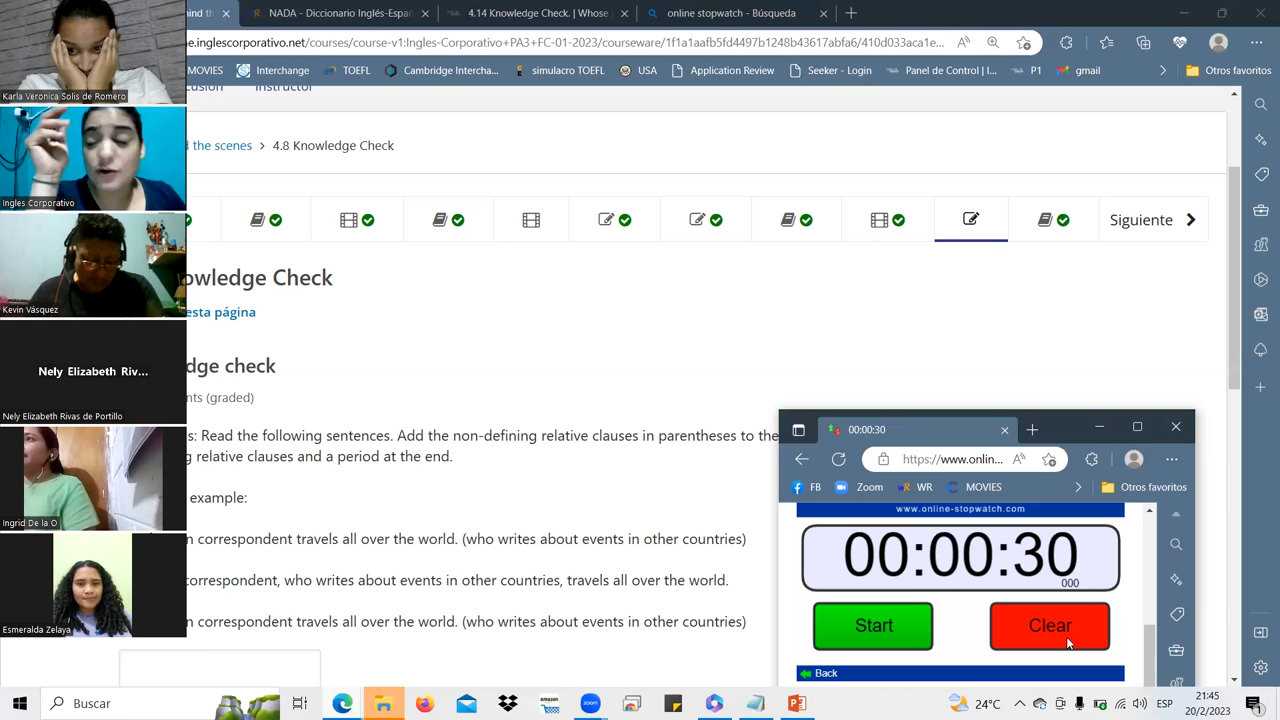 NADA - Diccionario Inglés-Españ
4.14 Knowledge Check. | Whose
online stopwatch - Búsqueda
e.inglescorporativo.net/courses/course-v1:Ingles-Corporativo+PA3+FC-01-2023/courseware/1f1a1aafb5fd4497b1248b43617abfa6/410d033aca1e...
MOVIES
Interchange
TOEFL
Cambridge Intercha...
simulacro TOEFL
USA
Application Review
Seeker - Login
Panel de Control | I...
P1
gmail
Otros favoritos
Instructor
d the scenes > 4.8 Knowledge Check
Siguiente
owledge Check
esta página
dge check
nts (graded)
s: Read the following sentences. Add the non-defining relative clauses in parentheses to the
g relative clauses and a period at the end.
example:
n correspondent travels all over the world. (who writes about events in other countries)
correspondent, who writes about events in other countries, travels all over the world.
n correspondent travels all over the world. (who writes about events in other countries)
Karla Veronica Solis de Romero
Ingles Corporativo
Kevin Vásquez
Nely Elizabeth Riv...
Nely Elizabeth Rivas de Portillo
Ingrid De la O
Esmeralda Zelaya
00:00:30
https://www.onlin...
FB
Zoom
WR
MOVIES
Otros favoritos
www.online-stopwatch.com
00:00:30
000
Start
Clear
Back
Buscar
24°C
ESP
21:45
20/2/2023